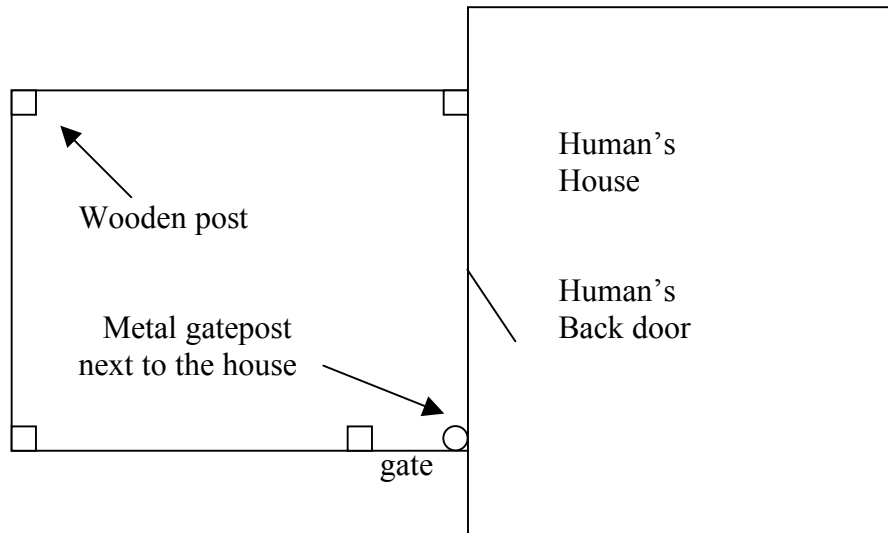 Human’s
House
Wooden post
Human’s
Back door
Metal gatepost
next to the house
gate